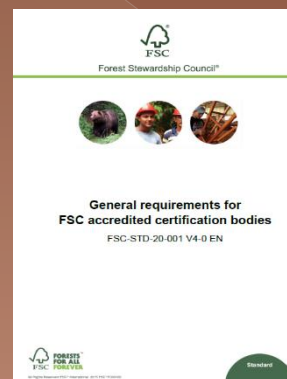 FSC
Forest Stewardship Council®
General requirements for
FSC accredited certification bodies
FSC-STD-20-001 V4-0 EN
FSC
FORESTS
FOR ALL
FOREVER
Standard